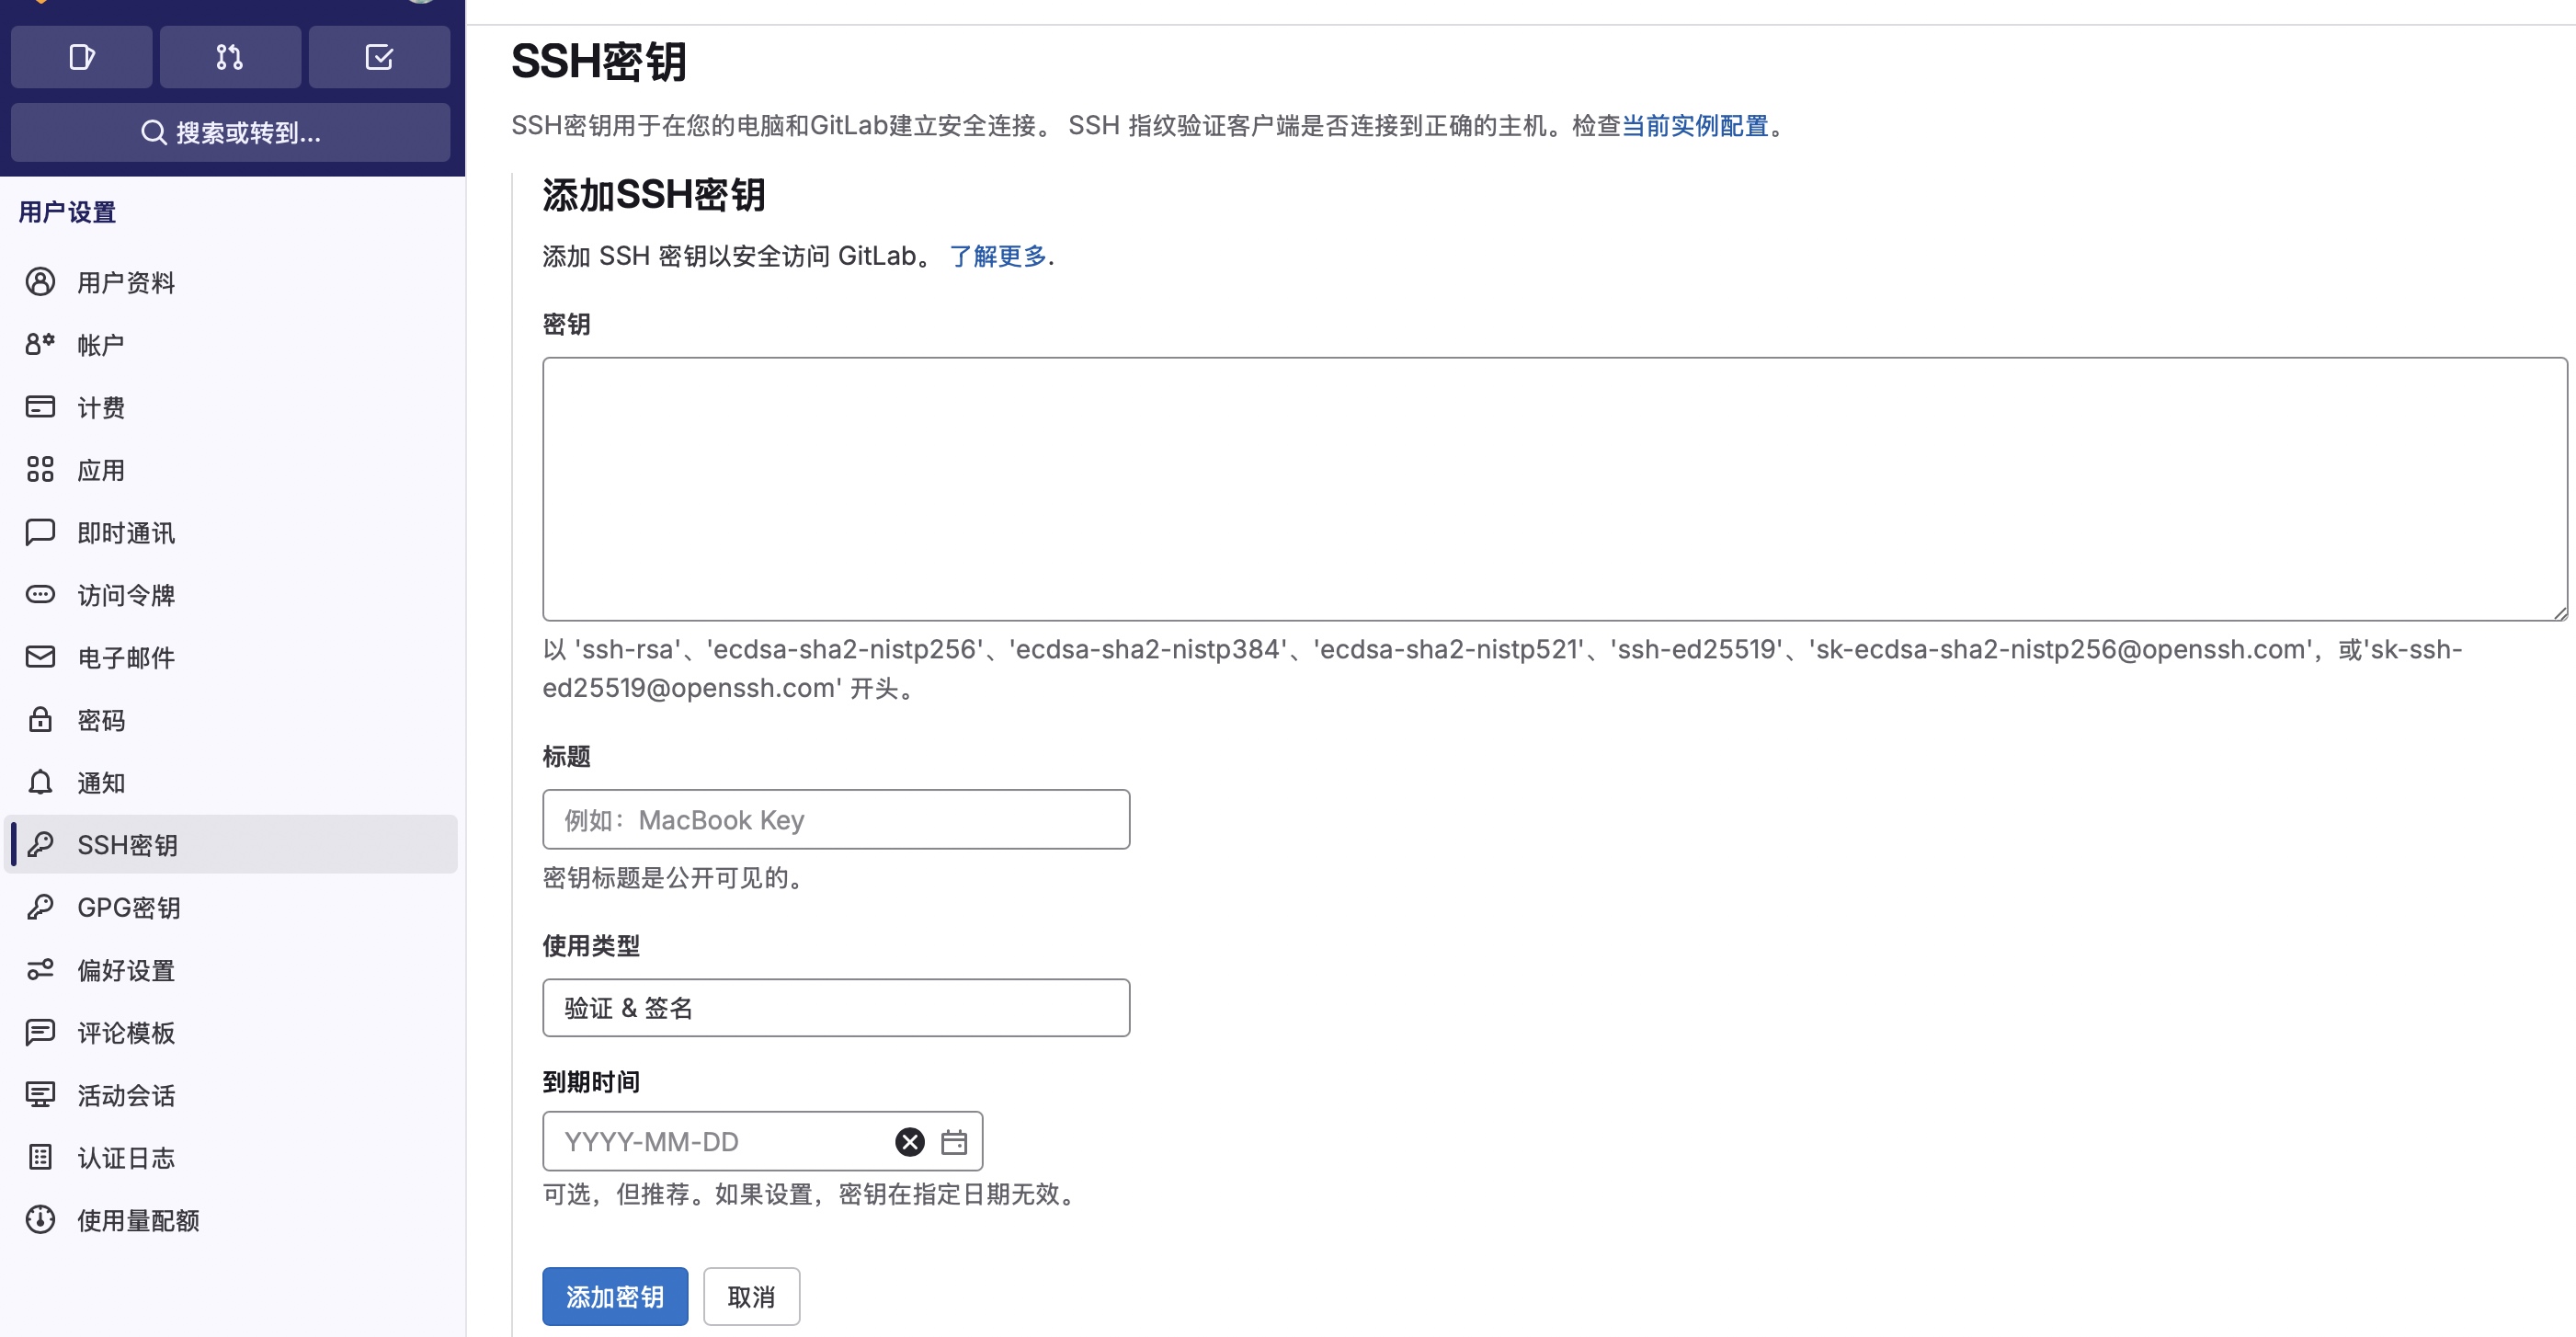 搜索或转到...
用户设置
用户资料
帐户
计费
应用
即时通讯
访问令牌
电子邮件
密码
通知
SSH密钥
GPG密钥
偏好设置
评论模板
活动会话
认证日志
使用量配额
SSH密钥
SSH密钥用于在您的电脑和GitLab建立安全连接。 SSH 指纹验证客户端是否连接到正确的主机。检查当前实例配置。
添加SSH密钥
添加 SSH 密钥以安全访问 GitLab。 了解更多.
密钥
以 'ssh-rsa'、'ecdsa-sha2-nistp256'、'ecdsa-sha2-nistp384'、'ecdsa-sha2-nistp521'、'ssh-ed25519'、'sk-ecdsa-sha2-nistp256@openssh.com'，或'sk-ssh-
ed25519@openssh.com' 开头。
标题
例如：MacBook Key
密钥标题是公开可见的。
使用类型
验证 & 签名
到期时间
YYYY-MM-DD
可选，但推荐。如果设置，密钥在指定日期无效。
添加密钥
取消